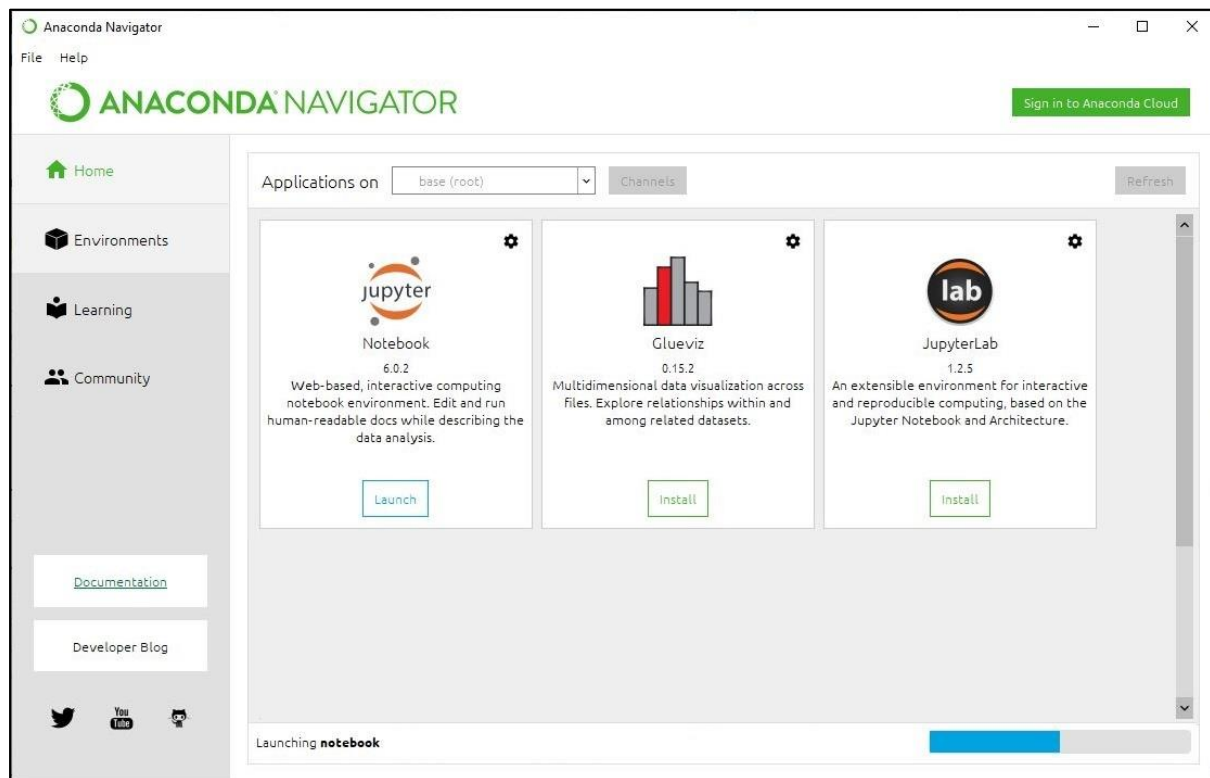 Anaconda Navigator
File Help
ANACONDA NAVIGATOR
Sign in to Anaconda Cloud
Home
Environments
Learning
Community
Documentation
Developer Blog
You
Tube
Applications on base (root) Channels Refresh
jupyter
Notebook
6.0.2
Web-based, interactive computing
notebook environment. Edit and run
human-readable docs while describing the
data analysis.
Launch
Glueviz
0.15.2
Multidimensional data visualization across
files. Explore relationships within and
among related datasets.
Install
lab
JupyterLab
1.2.5
An extensible environment for interactive
and reproducible computing, based on the
Jupyter Notebook and Architecture.
Install
Launching notebook